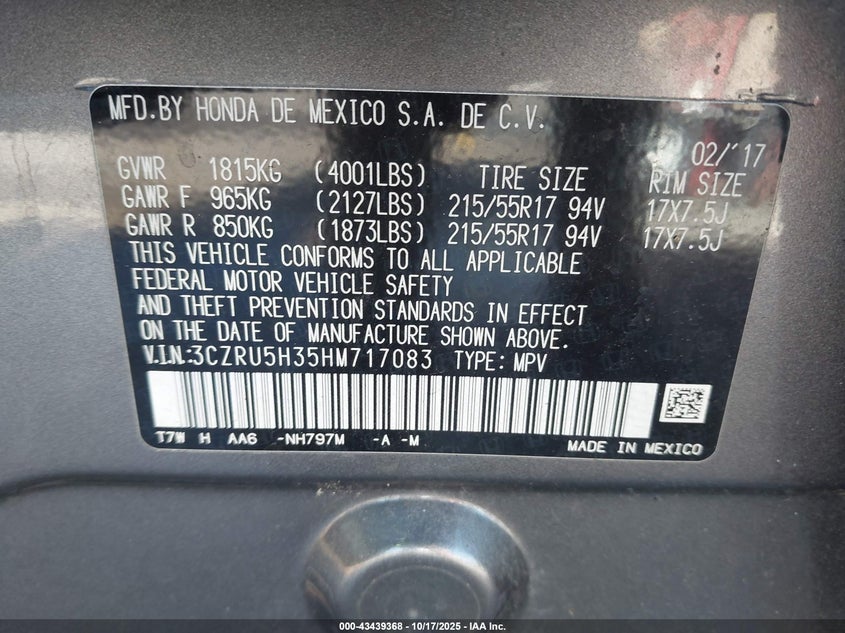 MFD.BY HONDA DE MEXICO S.A. DE C.V.
02/'17
GVWR 1815KG (4001LBS) TIRE SIZE RIM SIZE
GAWR F 965KG (2127LBS) 215/55R17 94V 17X7.5J
GAWR R 850KG (1873LBS) 215/55R17 94V 17X7.5J
THIS VEHICLE CONFORMS TO ALL APPLICABLE
FEDERAL MOTOR VEHICLE SAFETY
AND THEFT PREVENTION STANDARDS IN EFFECT
ON THE DATE OF MANUFACTURE SHOWN ABOVE.
V.I.N:3CZRU5H35HM717083 TYPE: MPV
T7W H AA6 -NH797M -A -M
MADE IN MEXICO
000-43439368 - 10/17/2025 - IAA Inc.